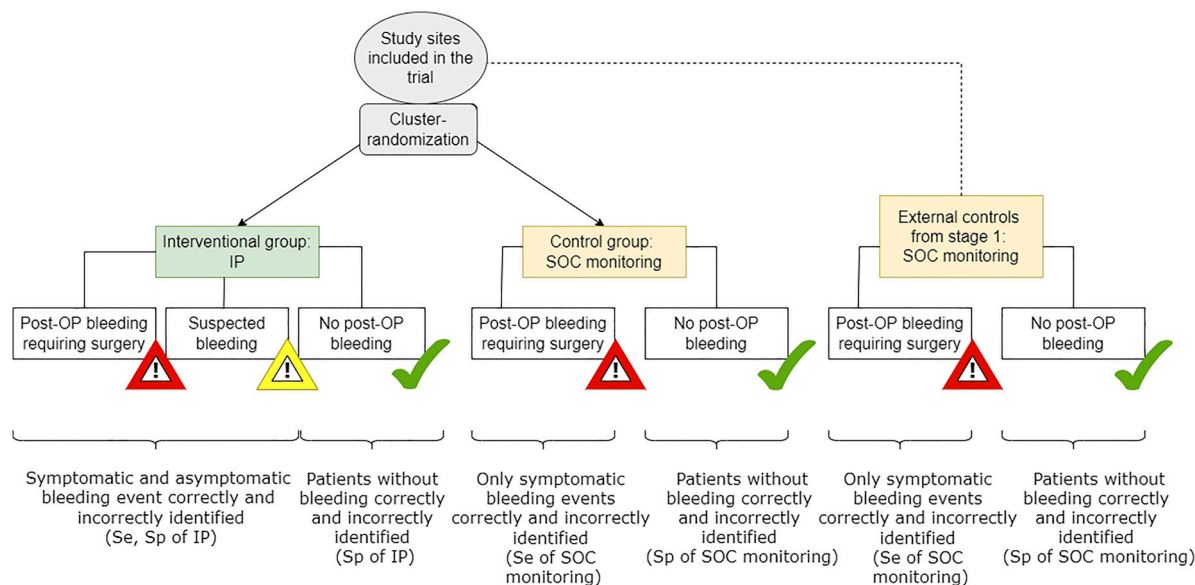 Study sites
included in the
trial
Cluster-
randomization
Interventional group:
IP
Control group:
SOC monitoring
External controls
from stage 1:
SOC monitoring
Post-OP bleeding
requiring surgery
Suspected
bleeding
No post-OP
bleeding
Post-OP bleeding
requiring surgery
No post-OP
bleeding
Post-OP bleeding
requiring surgery
No post-OP
bleeding
!
!
!
!
Symptomatic and asymptomatic
bleeding event correctly and
incorrectly identified
(Se, Sp of IP)
Patients without
bleeding correctly
and incorrectly
identified
(Sp of IP)
Only symptomatic
bleeding events
correctly and incorrectly
identified
(Se of SOC
monitoring)
Patients without
bleeding correctly
and incorrectly
identified
(Sp of SOC monitoring)
Only symptomatic
bleeding events
correctly and incorrectly
identified
(Se of SOC
monitoring)
Patients without
bleeding correctly
and incorrectly
identified
(Sp of SOC monitoring)